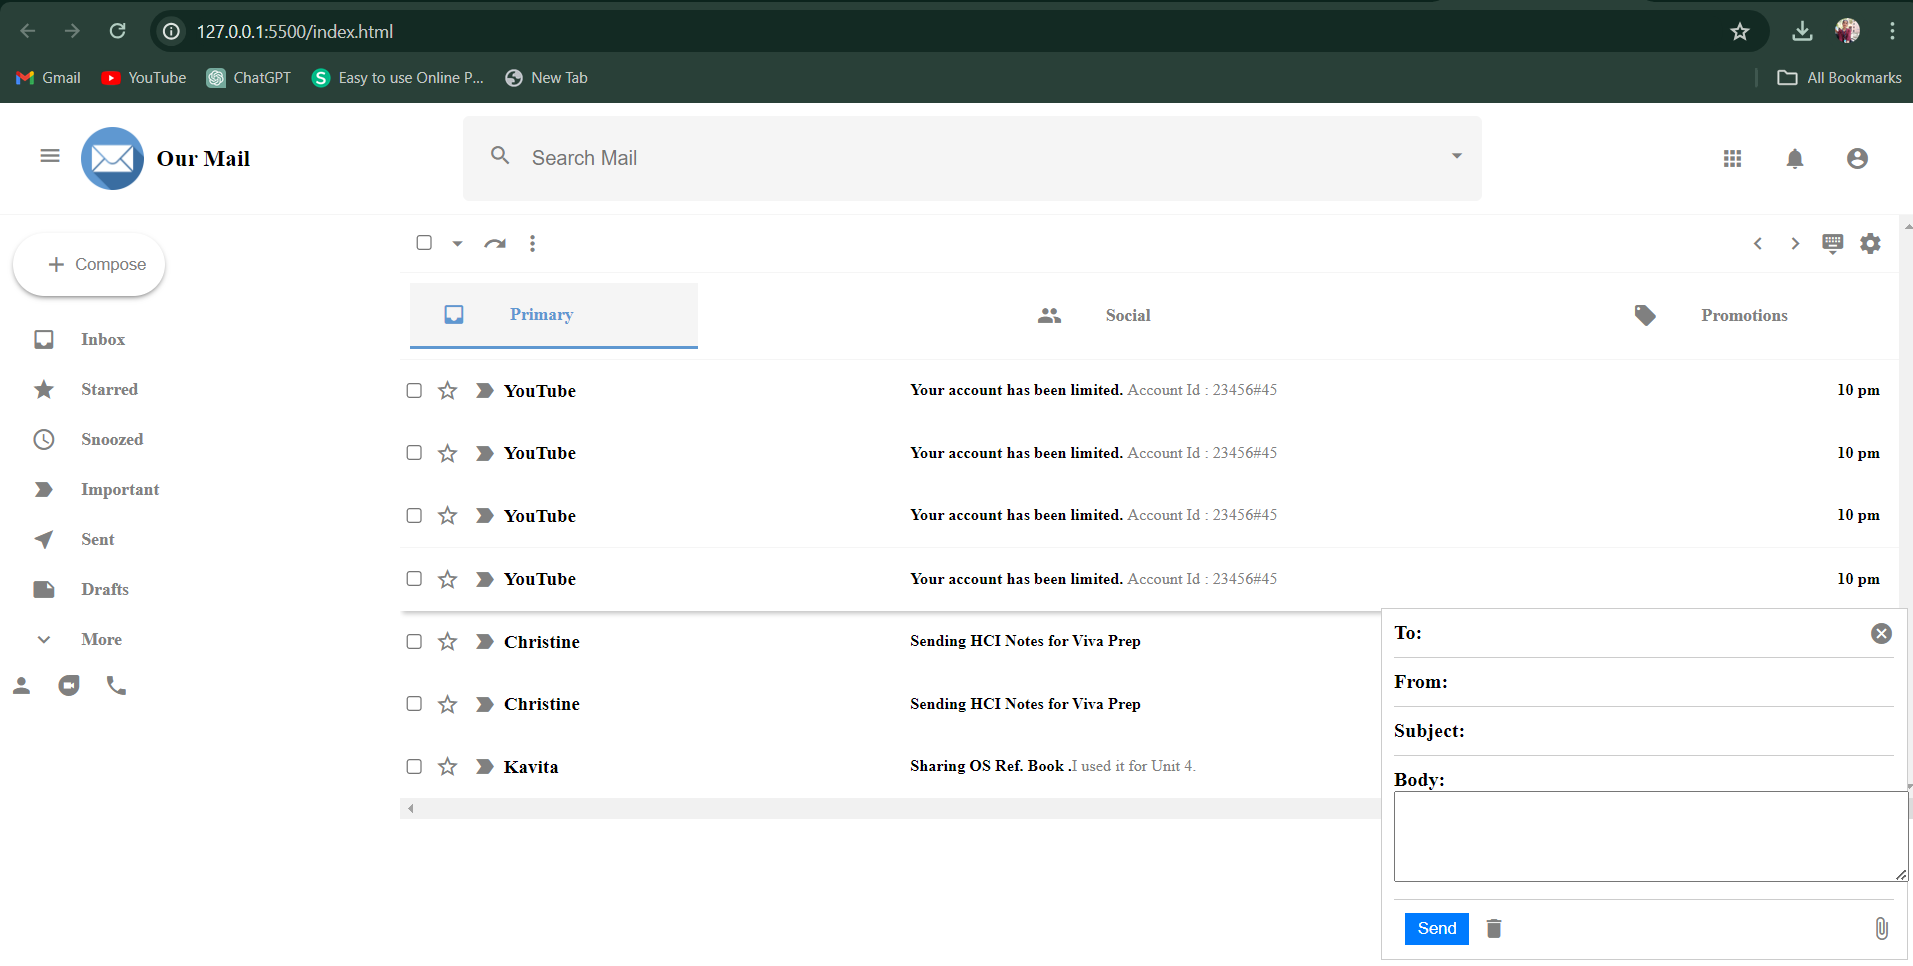 127.0.0.1:5500/index.html
Gmail YouTube ChatGPT Easy to use Online P... New Tab All Bookmarks
Our Mail Search Mail
Compose
Primary Social Promotions
Inbox
Starred
Snoozed
Important
Sent
Drafts
More
YouTube Your account has been limited. Account Id : 23456#45 10 pm
YouTube Your account has been limited. Account Id : 23456#45 10 pm
YouTube Your account has been limited. Account Id : 23456#45 10 pm
YouTube Your account has been limited. Account Id : 23456#45 10 pm
Christine Sending HCI Notes for Viva Prep
Christine Sending HCI Notes for Viva Prep
Kavita Sharing OS Ref. Book .I used it for Unit 4.
To:
From:
Subject:
Body:
Send